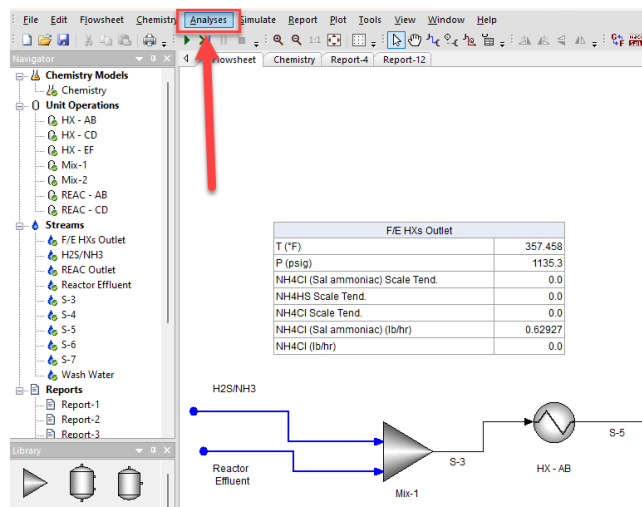 File Edit Flowsheet Chemistry Analyses Simulate Report Plot Tools View Window Help
1:1
Navigator
Flowsheet Chemistry Report-4 Report-12
Chemistry Models
Chemistry
Unit Operations
HX - AB
HX - CD
HX - EF
Mix-1
Mix-2
REAC - AB
REAC - CD
Streams
F/E HXs Outlet
H2S/NH3
REAC Outlet
Reactor Effluent
S-3
S-4
S-5
S-6
S-7
Wash Water
Reports
Report-1
Report-2
Report-3
Library
F/E HXs Outlet
T (°F) 357.458
P (psig) 1135.3
NH4Cl (Sal ammoniac) Scale Tend. 0.0
NH4HS Scale Tend. 0.0
NH4Cl Scale Tend. 0.0
NH4Cl (Sal ammoniac) (lb/hr) 0.62927
NH4Cl (lb/hr) 0.0
H2S/NH3
Reactor
Effluent
Mix-1
S-3
HX - AB
S-5